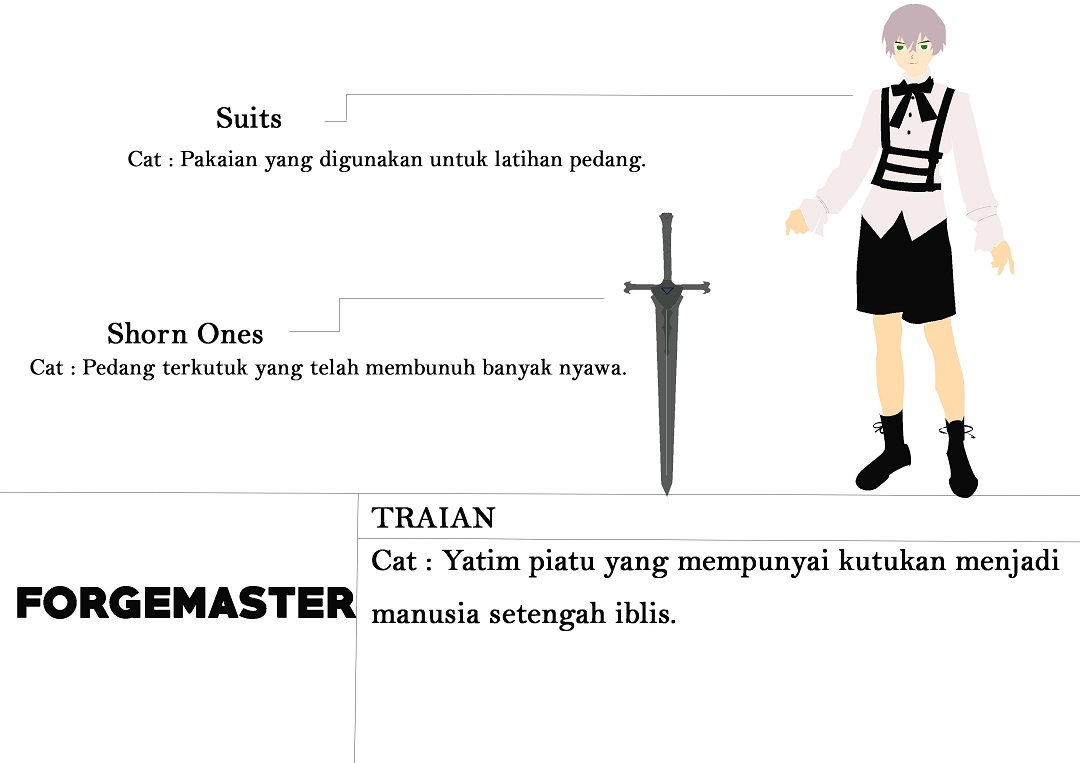 Suits
Cat : Pakaian yang digunakan untuk latihan pedang.
Shorn Ones
Cat : Pedang terkutuk yang telah membunuh banyak nyawa.
TRAIAN
Cat : Yatim piatu yang mempunyai kutukan menjadi
manusia setengah iblis.
FORGEMASTER